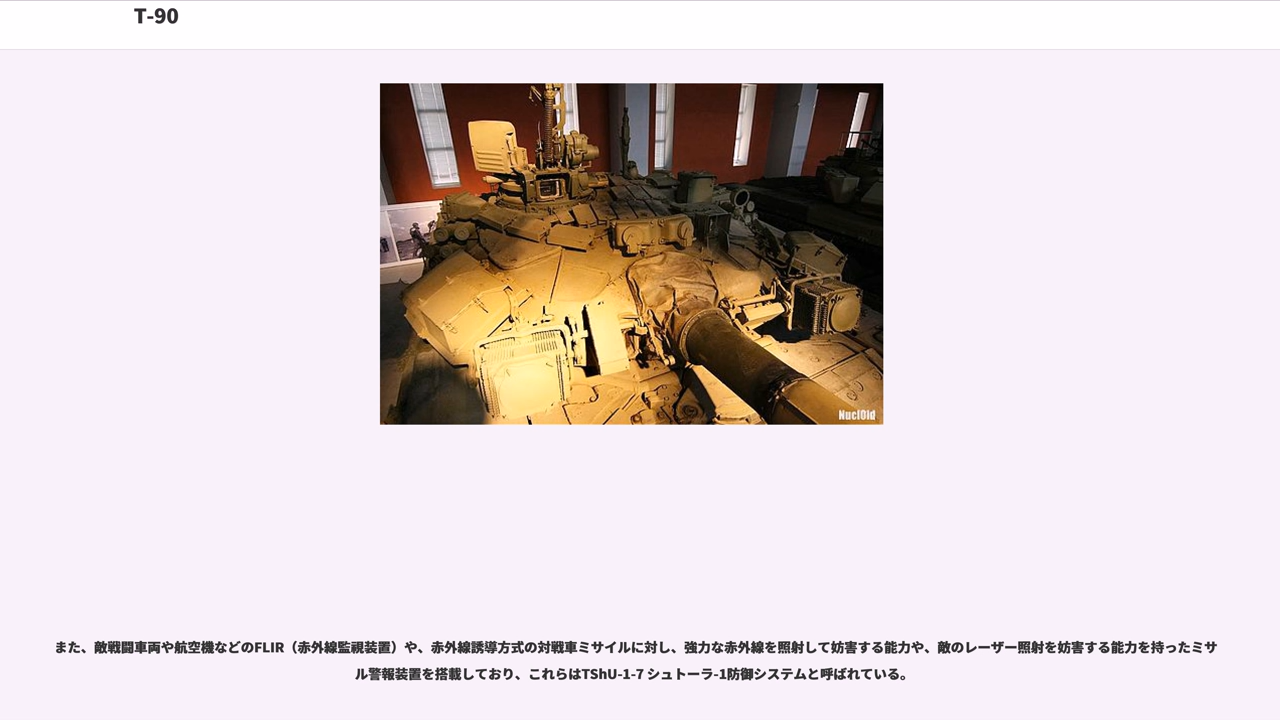 T-90
NuclOld
また、敵戦闘車両や航空機などのFLIR（赤外線監視装置）や、赤外線誘導方式の対戦車ミサイルに対し、強力な赤外線を照射して妨害する能力や、敵のレーザー照射を妨害する能力を持ったミサ
ル警報装置を搭載しており、これらはTShU-1-7 シュトーラ-1防御システムと呼ばれている。